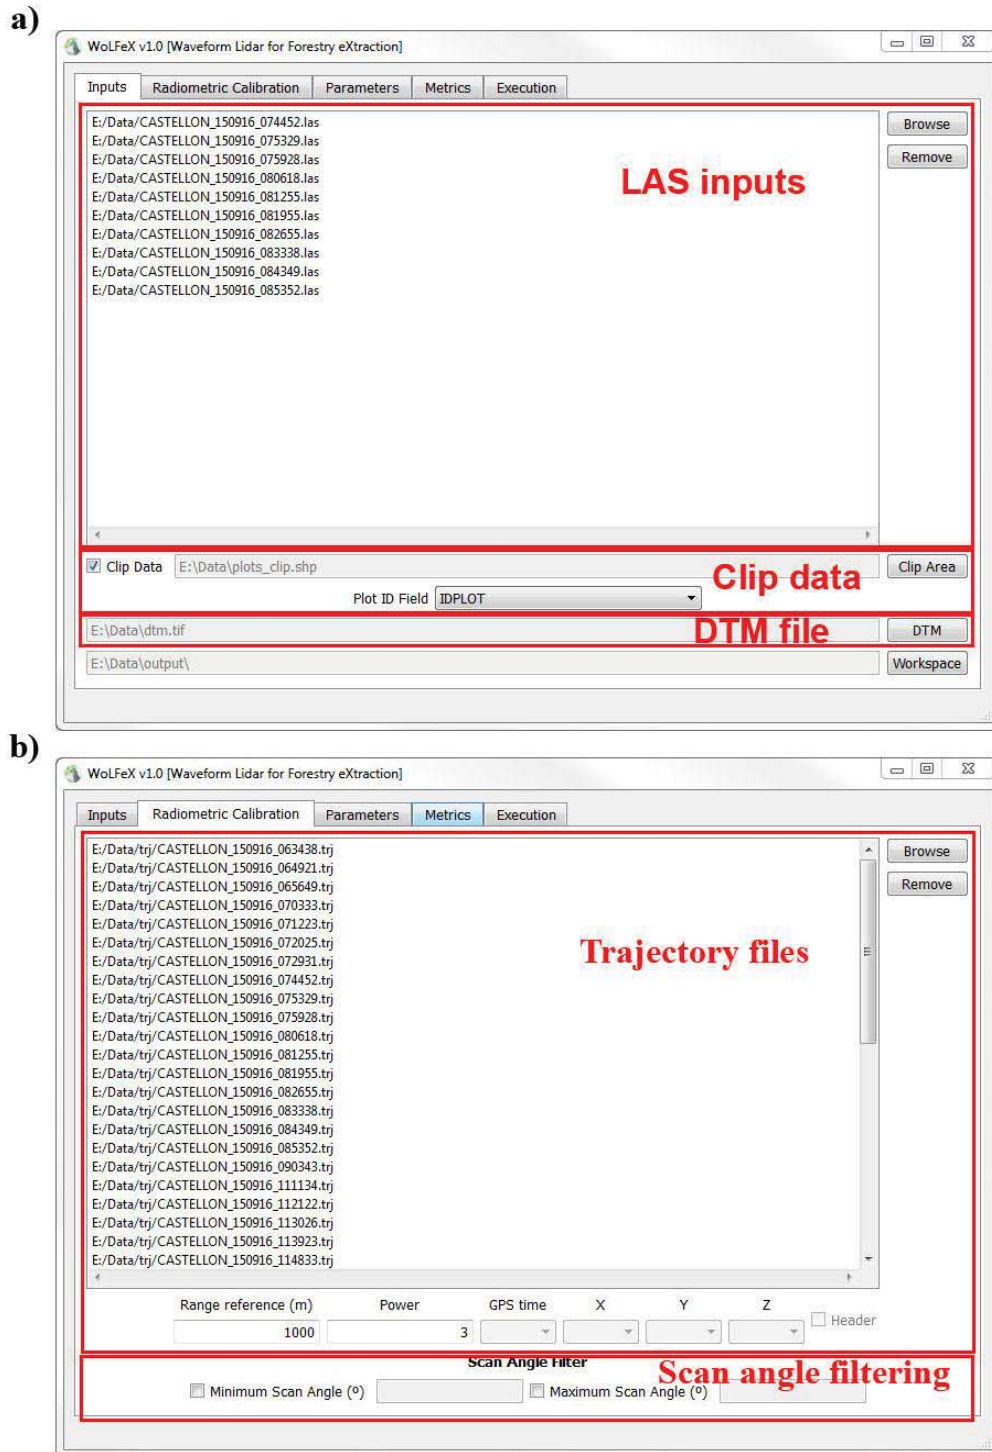 a)
WoLFeX v1.0 [Waveform Lidar for Forestry eXtraction]
Inputs Radiometric Calibration Parameters Metrics Execution
E:/Data/CASTELLON_150916_074452.las Browse
E:/Data/CASTELLON_150916_075329.las
E:/Data/CASTELLON_150916_075928.las Remove
E:/Data/CASTELLON_150916_080618.las
LAS inputs
E:/Data/CASTELLON_150916_081255.las
E:/Data/CASTELLON_150916_081955.las
E:/Data/CASTELLON_150916_082655.las
E:/Data/CASTELLON_150916_083338.las
E:/Data/CASTELLON_150916_084349.las
E:/Data/CASTELLON_150916_085352.las
Clip Data E:\Data\plots_clip.shp Clip data Clip Area
Plot ID Field IDPLOT
E:\Data\dtm.tif DTM file DTM
E:\Data\output\ Workspace
b)
WoLFeX v1.0 [Waveform Lidar for Forestry eXtraction]
Inputs Radiometric Calibration Parameters Metrics Execution
E:/Data/trj/CASTELLON_150916_063438.trj Browse
E:/Data/trj/CASTELLON_150916_064921.trj
E:/Data/trj/CASTELLON_150916_065649.trj Remove
E:/Data/trj/CASTELLON_150916_070333.trj
E:/Data/trj/CASTELLON_150916_071223.trj
E:/Data/trj/CASTELLON_150916_072025.trj
Trajectory files
E:/Data/trj/CASTELLON_150916_072931.trj
E:/Data/trj/CASTELLON_150916_074452.trj
E:/Data/trj/CASTELLON_150916_075329.trj
E:/Data/trj/CASTELLON_150916_075928.trj
E:/Data/trj/CASTELLON_150916_080618.trj
E:/Data/trj/CASTELLON_150916_081255.trj
E:/Data/trj/CASTELLON_150916_081955.trj
E:/Data/trj/CASTELLON_150916_082655.trj
E:/Data/trj/CASTELLON_150916_083338.trj
E:/Data/trj/CASTELLON_150916_084349.trj
E:/Data/trj/CASTELLON_150916_085352.trj
E:/Data/trj/CASTELLON_150916_090343.trj
E:/Data/trj/CASTELLON_150916_111134.trj
E:/Data/trj/CASTELLON_150916_112122.trj
E:/Data/trj/CASTELLON_150916_113026.trj
E:/Data/trj/CASTELLON_150916_113923.trj
E:/Data/trj/CASTELLON_150916_114833.trj
Range reference (m) Power GPS time X Y Z
1000 3 Header
Scan Angle Filter
Scan angle filtering
Minimum Scan Angle (º) Maximum Scan Angle (º)